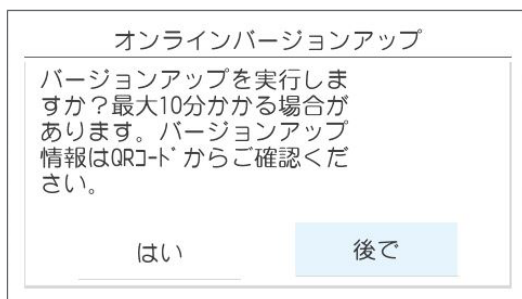 オンラインバージョンアップ
バージョンアップを実行しま
すか？最大10分かかる場合が
あります。バージョンアップ
情報はQRｺｰﾄﾞからご確認くだ
さい。
はい
後で